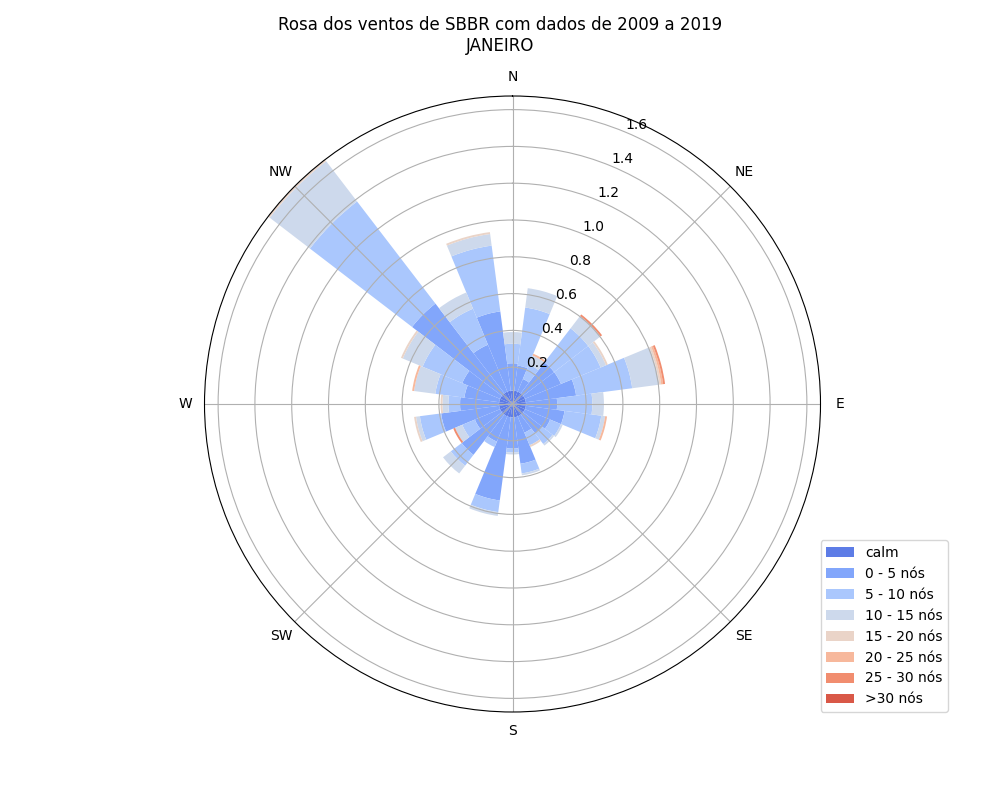 Rosa dos ventos de SBBR com dados de 2009 a 2019
JANEIRO
N
NW
NE
1.6
1.4
1.2
1.0
0.8
0.6
0.4
0.2
W
E
SW
SE
S
calm
0 - 5 nós
5 - 10 nós
10 - 15 nós
15 - 20 nós
20 - 25 nós
25 - 30 nós
>30 nós